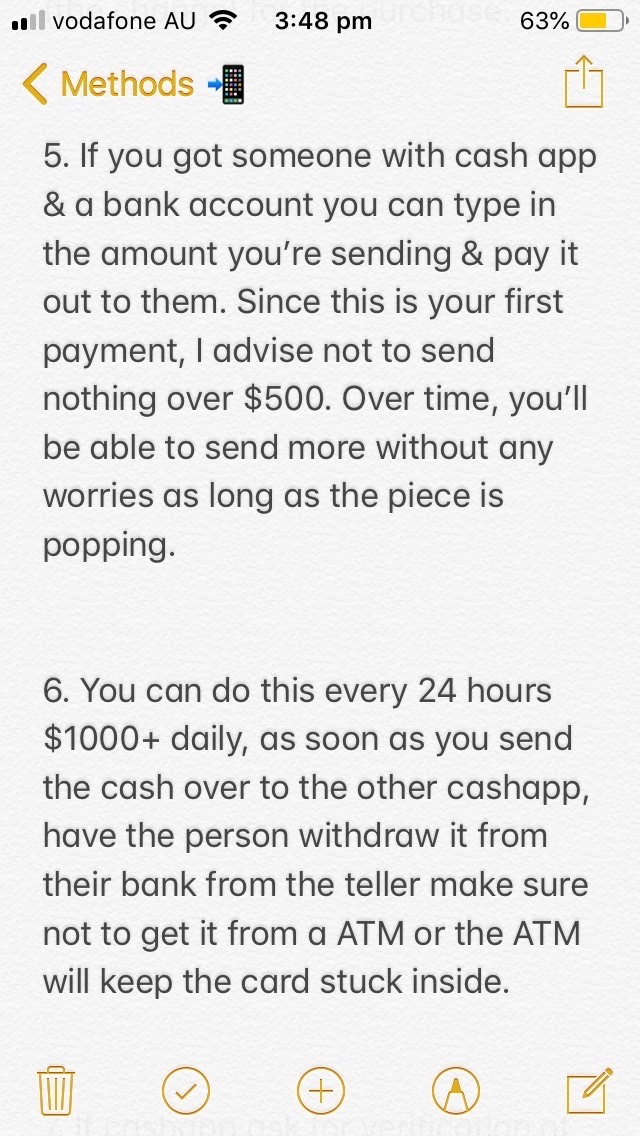 vodafone AU 3:48 pm 63%
Methods
5. If you got someone with cash app
& a bank account you can type in
the amount you’re sending & pay it
out to them. Since this is your first
payment, I advise not to send
nothing over $500. Over time, you’ll
be able to send more without any
worries as long as the piece is
popping.
6. You can do this every 24 hours
$1000+ daily, as soon as you send
the cash over to the other cashapp,
have the person withdraw it from
their bank from the teller make sure
not to get it from a ATM or the ATM
will keep the card stuck inside.